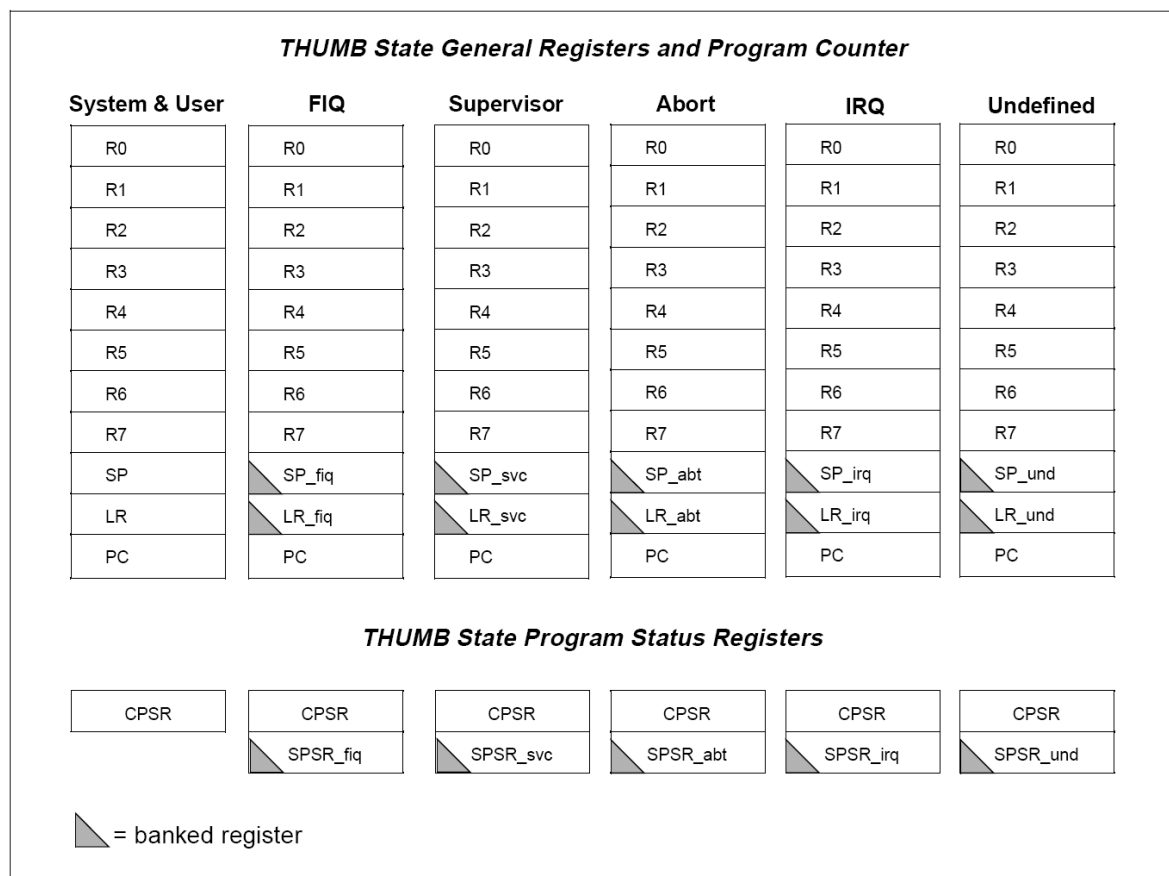 THUMB State General Registers and Program Counter
System & User FIQ Supervisor Abort IRQ Undefined
R0 R0 R0 R0 R0 R0
R1 R1 R1 R1 R1 R1
R2 R2 R2 R2 R2 R2
R3 R3 R3 R3 R3 R3
R4 R4 R4 R4 R4 R4
R5 R5 R5 R5 R5 R5
R6 R6 R6 R6 R6 R6
R7 R7 R7 R7 R7 R7
SP SP_fiq SP_svc SP_abt SP_irq SP_und
LR LR_fiq LR_svc LR_abt LR_irq LR_und
PC PC PC PC PC PC
THUMB State Program Status Registers
CPSR CPSR CPSR CPSR CPSR CPSR
SPSR_fiq SPSR_svc SPSR_abt SPSR_irq SPSR_und
= banked register